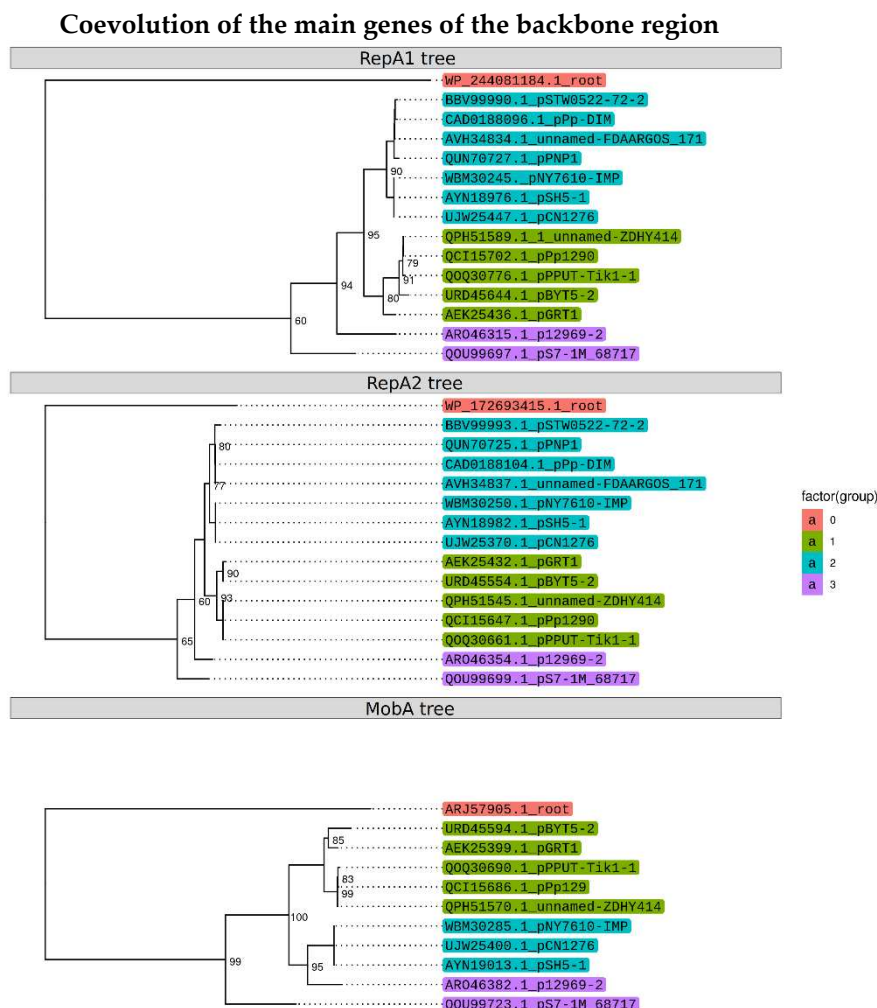 Coevolution of the main genes of the backbone region
RepA1 tree
WP_244081184.1_root
BBV99990.1_pSTW0522-72-2
CAD0188096.1_pPp-DIM
AVH34834.1_unnamed-FDAARGOS_171
QUN70727.1_pPNP1
90
WBM30245._pNY7610-IMP
AYN18976.1_pSH5-1
UJW25447.1_pCN1276
95
QPH51589.1_1_unnamed-ZDHY414
QCI15702.1_pPp1290
79
QOQ30776.1_pPPUT-Tik1-1
91
94
URD45644.1_pBYT5-2
80
AEK25436.1_pGRT1
60
ARO46315.1_p12969-2
QOU99697.1_pS7-1M_68717
RepA2 tree
WP_172693415.1_root
BBV99993.1_pSTW0522-72-2
80
QUN70725.1_pPNP1
CAD0188104.1_pPp-DIM
77
AVH34837.1_unnamed-FDAARGOS_171
WBM30250.1_pNY7610-IMP
AYN18982.1_pSH5-1
UJW25370.1_pCN1276
AEK25432.1_pGRT1
90
URD45554.1_pBYT5-2
60
93
QPH51545.1_unnamed-ZDHY414
QCI15647.1_pPp1290
65
QOQ30661.1_pPPUT-Tik1-1
ARO46354.1_p12969-2
QOU99699.1_pS7-1M_68717
factor(group)
a 0
a 1
a 2
a 3
MobA tree
ARJ57905.1_root
URD45594.1_pBYT5-2
85
AEK25399.1_pGRT1
QOQ30690.1_pPPUT-Tik1-1
83
QCI15686.1_pPp129
99
QPH51570.1_unnamed-ZDHY414
100
WBM30285.1_pNY7610-IMP
UJW25400.1_pCN1276
99
95
AYN19013.1_pSH5-1
ARO46382.1_p12969-2
QOU99723.1_pS7-1M_68717